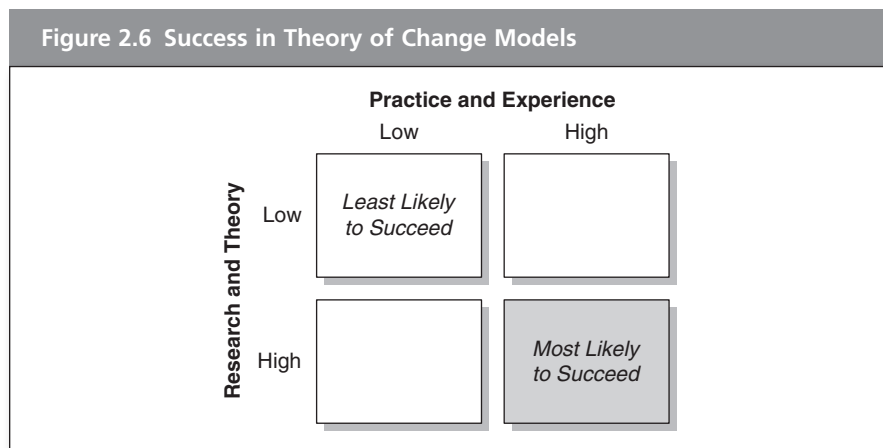 Figure 2.6 Success in Theory of Change Models
Practice and Experience
Low
High
Research and Theory
Low
Least Likely
to Succeed
High
Most Likely
to Succeed